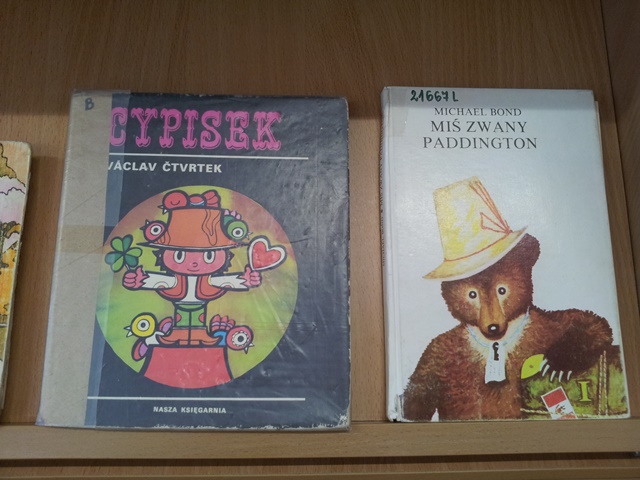 B
CYPISEK
VÁCLAV ČTVRTEK
NASZA KSIĘGARNIA
21667L
MICHAEL BOND
MIŚ ZWANY
PADDINGTON
I